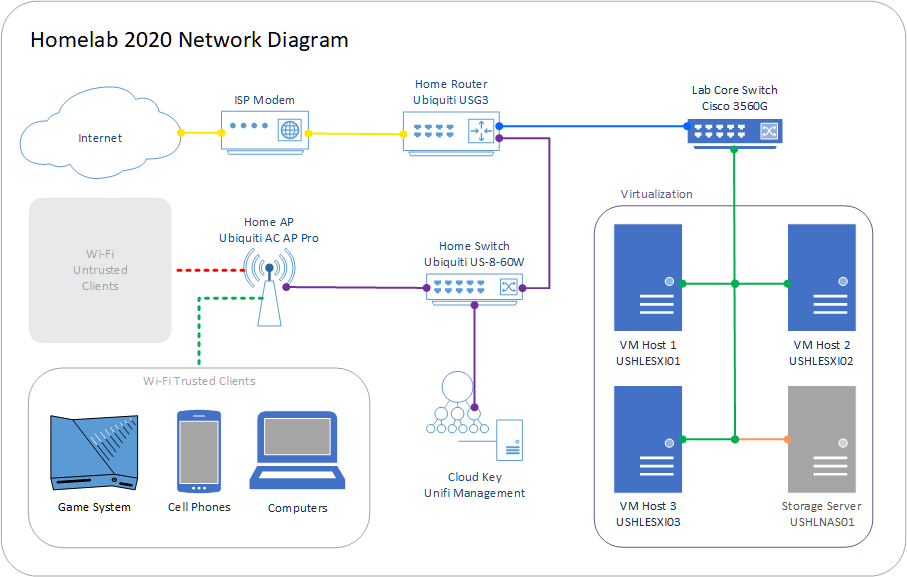 Homelab 2020 Network Diagram
Internet
ISP Modem
Home Router
Ubiquiti USG3
Lab Core Switch
Cisco 3560G
Wi-Fi
Untrusted
Clients
Home AP
Ubiquiti AC AP Pro
Home Switch
Ubiquiti US-8-60W
Virtualization
VM Host 1
USHLESXI01
VM Host 2
USHLESXI02
Wi-Fi Trusted Clients
Game System
Cell Phones
Computers
Cloud Key
Unifi Management
VM Host 3
USHLESXI03
Storage Server
USHLNAS01